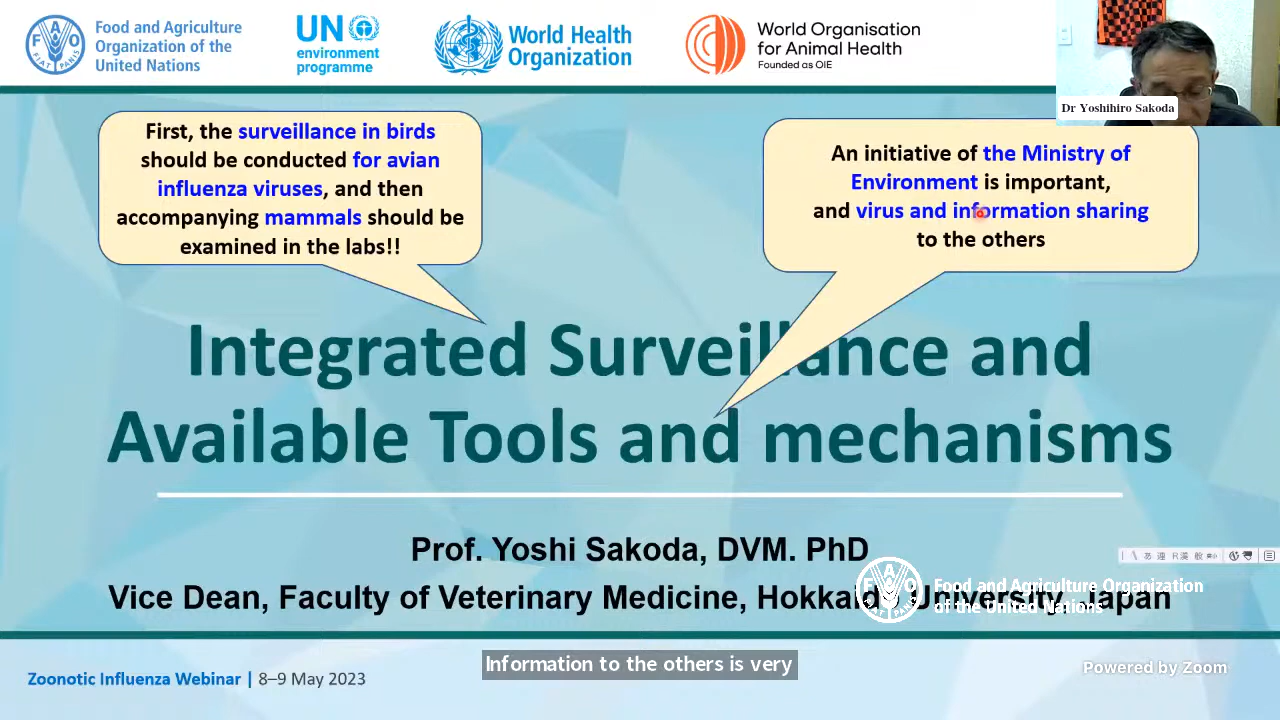 Food and Agriculture
Organization of the
United Nations
UN
environment
programme
World Health
Organization
World Organisation
for Animal Health
Founded as OIE
Dr Yoshihiro Sakoda
First, the surveillance in birds
should be conducted for avian
influenza viruses, and then
accompanying mammals should be
examined in the labs!!
An initiative of the Ministry of
Environment is important,
and virus and information sharing
to the others
Integrated Surveillance and
Available Tools and mechanisms
Prof. Yoshi Sakoda, DVM. PhD
Vice Dean, Faculty of Veterinary Medicine, Hokkaido University, Japan
FAO
FIAT PANIS
Food and Agriculture Organization
of the United Nations
Zoonotic Influenza Webinar | 8–9 May 2023
Information to the others is very
Powered by Zoom